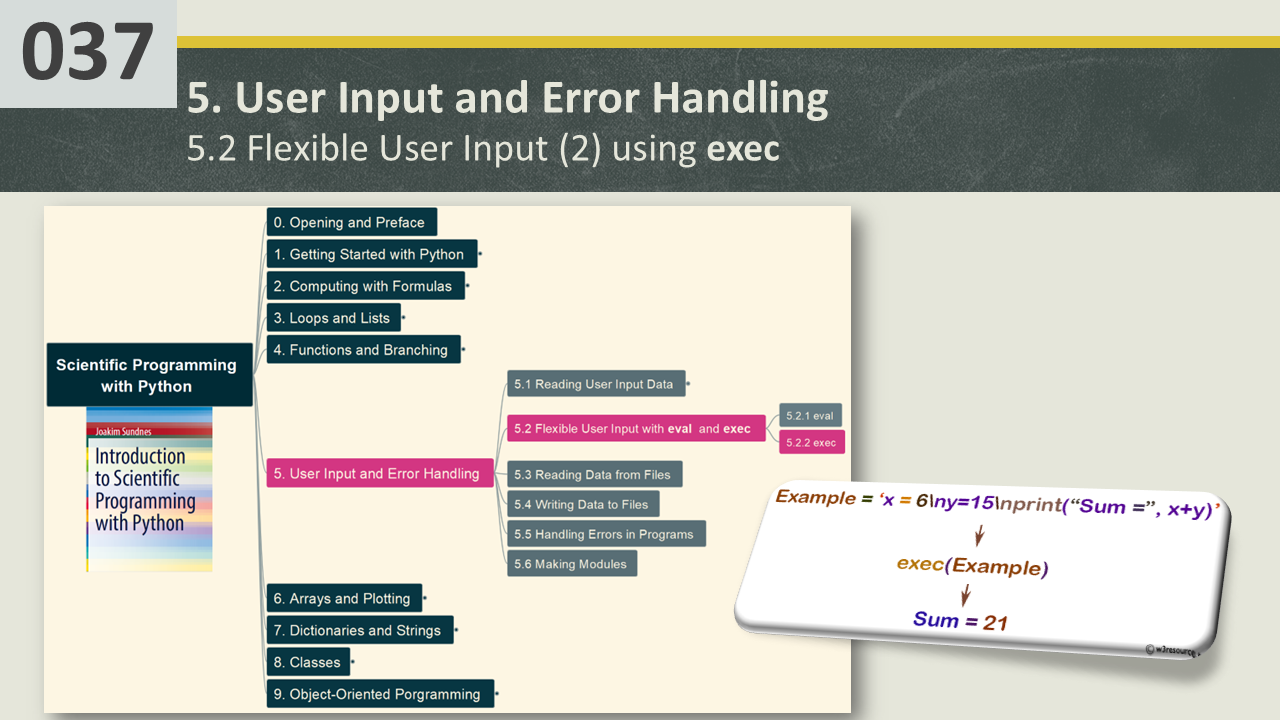 037
5. User Input and Error Handling
5.2 Flexible User Input (2) using exec
0. Opening and Preface
1. Getting Started with Python
2. Computing with Formulas
3. Loops and Lists
4. Functions and Branching
Scientific Programming
with Python
Joakim Sundnes
Introduction
to Scientific
Programming
with Python
5. User Input and Error Handling
5.1 Reading User Input Data
5.2 Flexible User Input with eval and exec
5.2.1 eval
5.2.2 exec
5.3 Reading Data from Files
5.4 Writing Data to Files
5.5 Handling Errors in Programs
5.6 Making Modules
6. Arrays and Plotting
7. Dictionaries and Strings
8. Classes
9. Object-Oriented Porgramming
Example = ‘x = 6\ny=15\nprint(“Sum =”, x+y)’
exec(Example)
Sum = 21
© w3resource